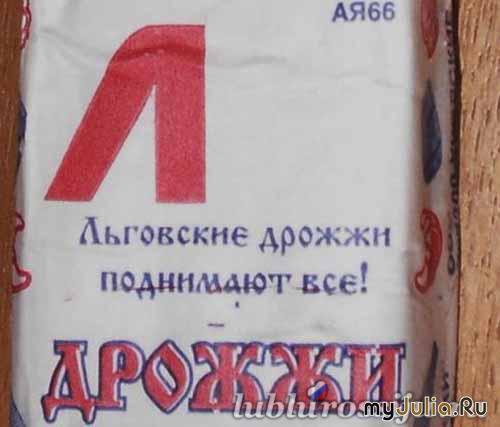 АЯ66
Л
Льговские дрожжи
поднимают все!
ДРОЖЖИ
myJulia.Ru